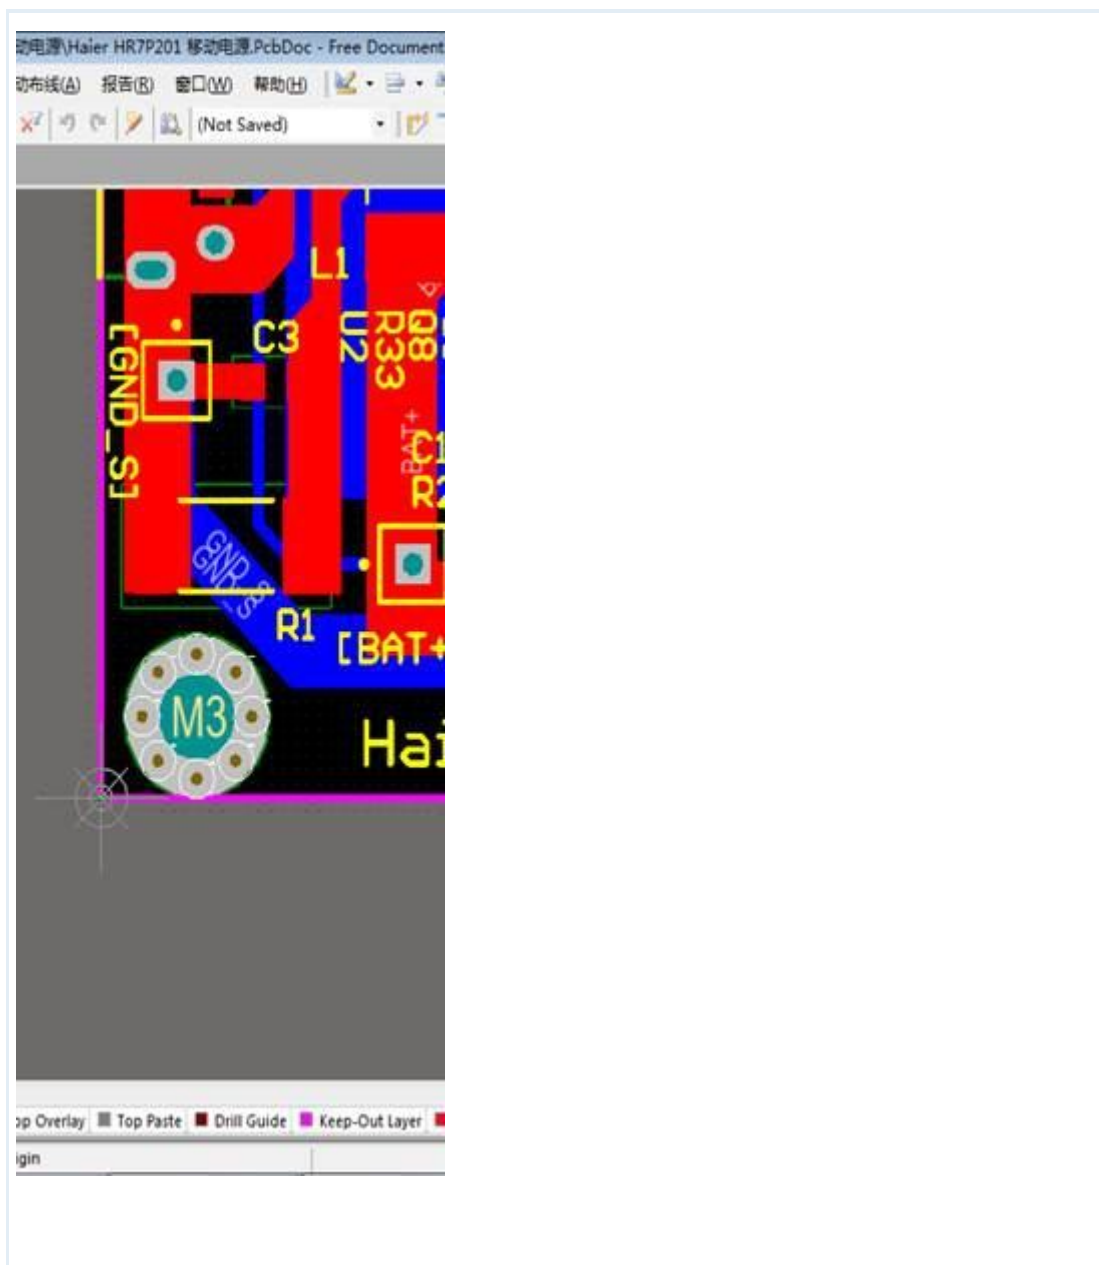 动电源\Haier HR7P201 移动电源.PcbDoc - Free Document
动布线(A) 报告(R) 窗口(W) 帮助(H)
(Not Saved)
L1
C3
U2
R33
Q8
[GND_S]
BAT+
C1
R2
GND_S
GND_S
R1
[BAT+
M3
Hai
op Overlay Top Paste Drill Guide Keep-Out Layer
gin